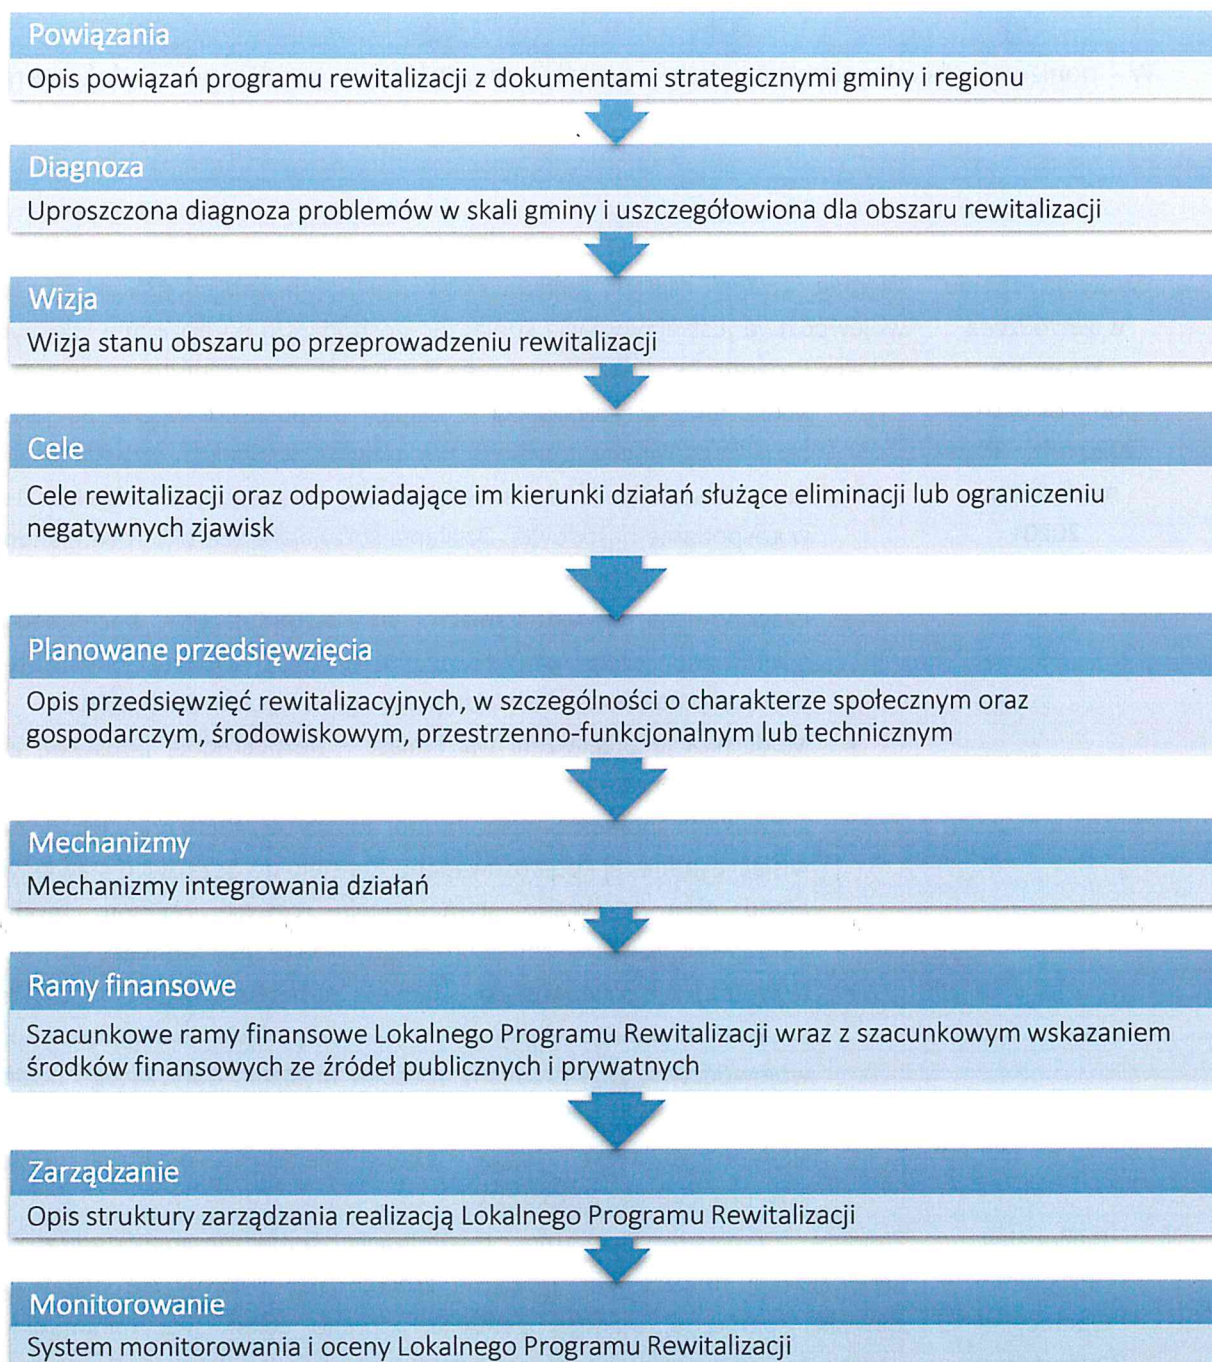 Powiązania
Opis powiązań programu rewitalizacji z dokumentami strategicznymi gminy i regionu
Diagnoza
Uproszczona diagnoza problemów w skali gminy i uszczegółowiona dla obszaru rewitalizacji
Wizja
Wizja stanu obszaru po przeprowadzeniu rewitalizacji
Cele
Cele rewitalizacji oraz odpowiadające im kierunki działań służące eliminacji lub ograniczeniu
negatywnych zjawisk
Planowane przedsięwzięcia
Opis przedsięwzięć rewitalizacyjnych, w szczególności o charakterze społecznym oraz
gospodarczym, środowiskowym, przestrzenno-funkcjonalnym lub technicznym
Mechanizmy
Mechanizmy integrowania działań
Ramy finansowe
Szacunkowe ramy finansowe Lokalnego Programu Rewitalizacji wraz z szacunkowym wskazaniem
środków finansowych ze źródeł publicznych i prywatnych
Zarządzanie
Opis struktury zarządzania realizacją Lokalnego Programu Rewitalizacji
Monitorowanie
System monitorowania i oceny Lokalnego Programu Rewitalizacji